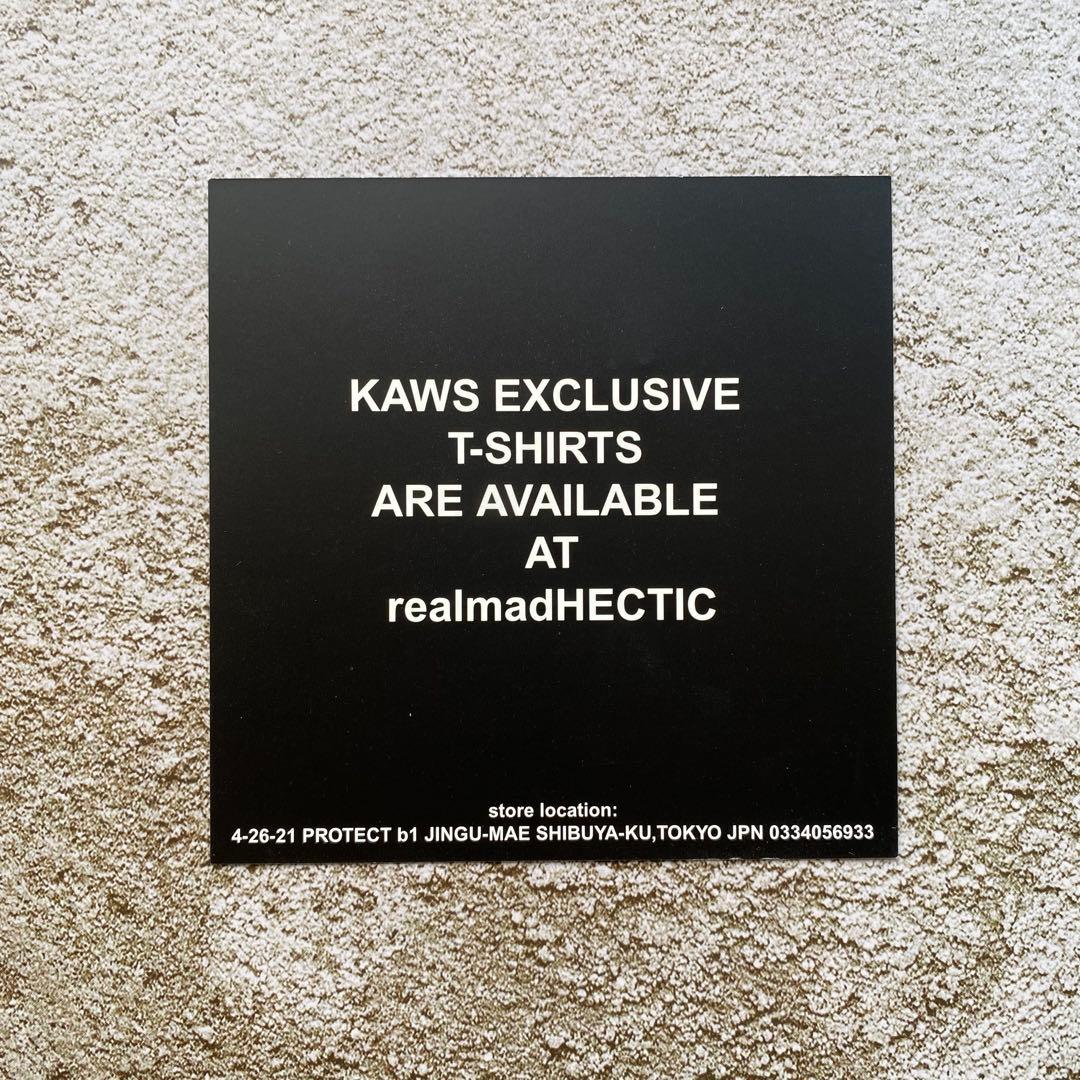 KAWS EXCLUSIVE
T-SHIRTS
ARE AVAILABLE
AT
realmadHECTIC
store location:
4-26-21 PROTECT b1 JINGU-MAE SHIBUYA-KU,TOKYO JPN 0334056933